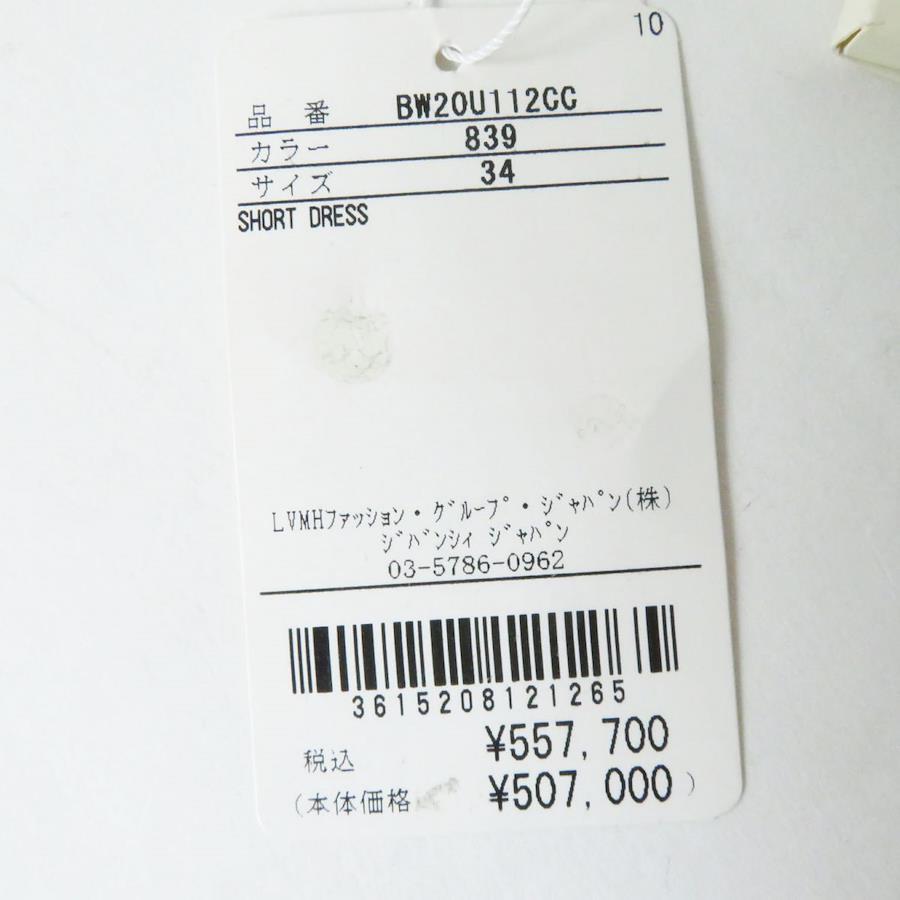 10
品番 BW20U112CC
カラー 839
サイズ 34
SHORT DRESS
LVMHﾌｧｯｼｮﾝ・ｸﾞﾙｰﾌﾟ・ｼﾞｬﾊﾟﾝ(株)
ｼﾞﾊﾞﾝｼｨ ｼﾞｬﾊﾟﾝ
03-5786-0962
3615208121265
税込 ¥557,700
(本体価格 ¥507,000)